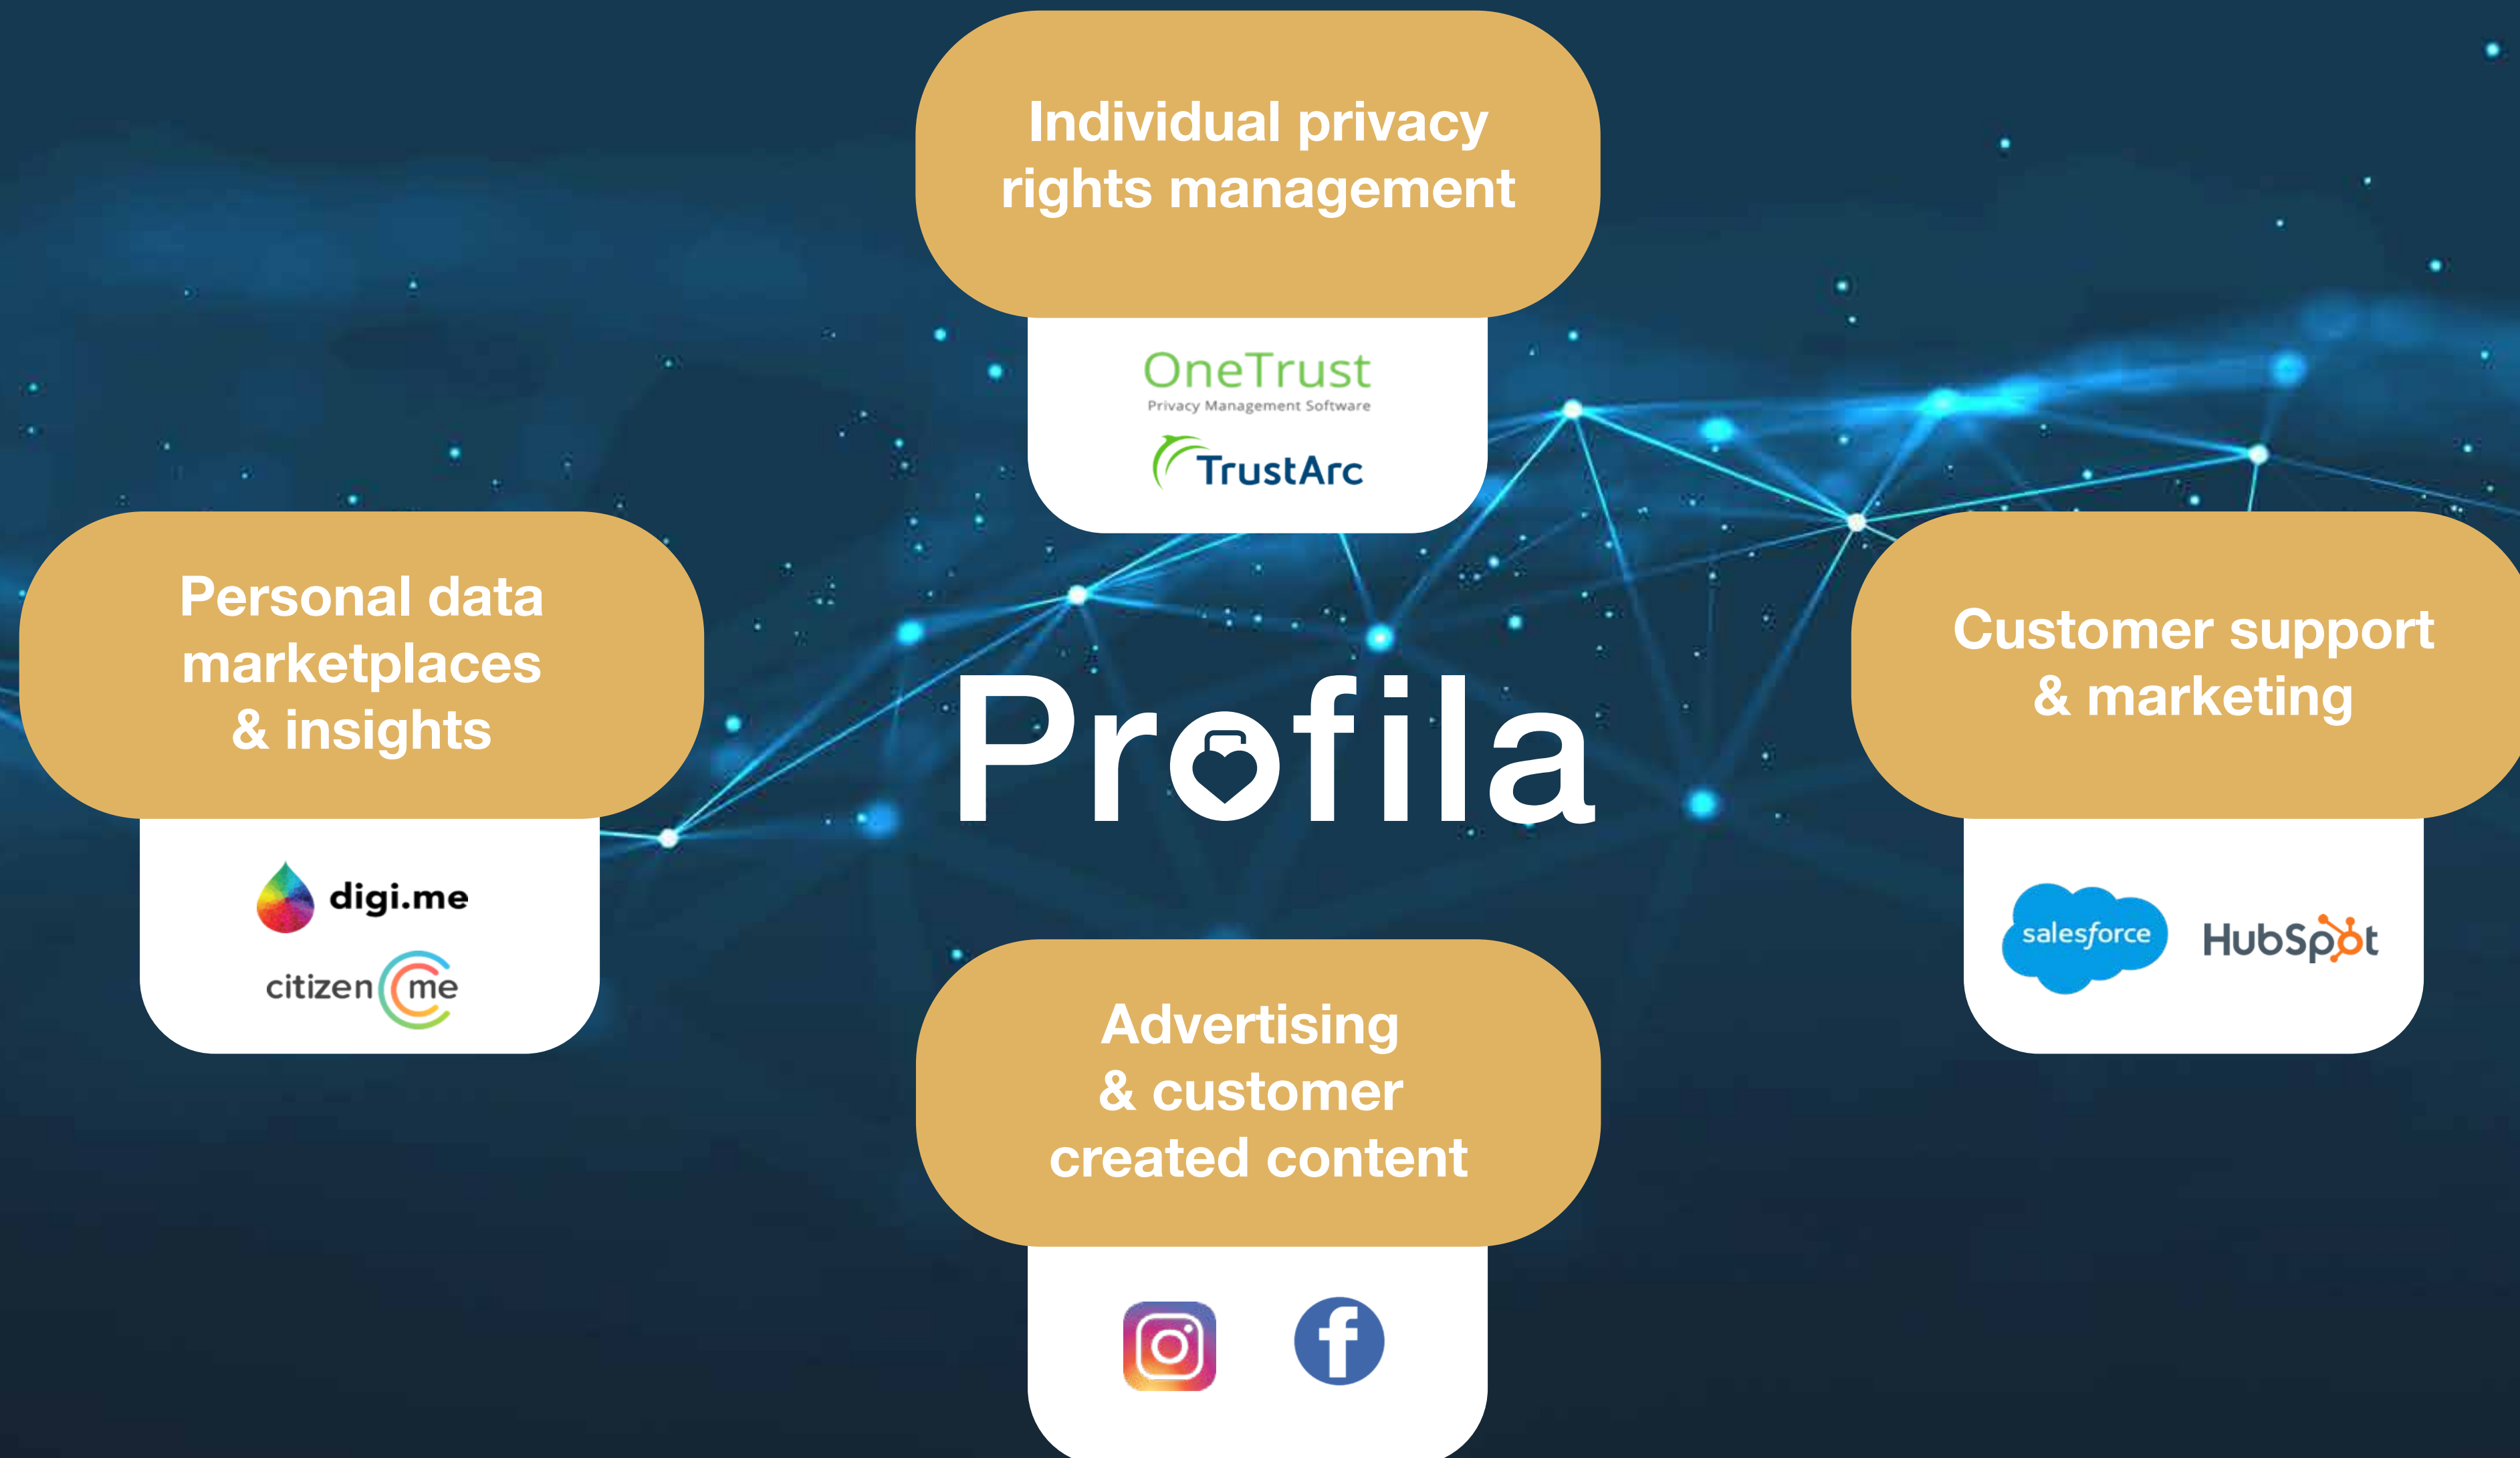 Individual privacy
rights management
OneTrust
Privacy Management Software
TrustArc
Personal data
marketplaces
& insights
digi.me
citizen me
Profila
Customer support
& marketing
salesforce
HubSpot
Advertising
& customer
created content
f